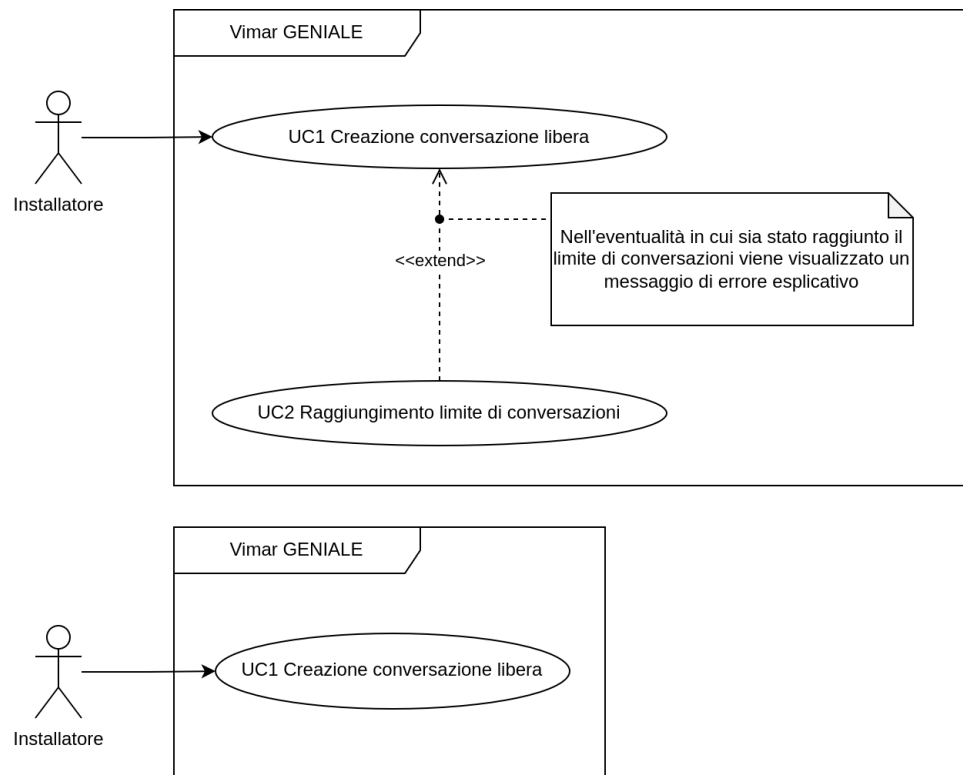 Vimar GENIALE
UC1 Creazione conversazione libera
Installatore
Nell'eventualità in cui sia stato raggiunto il
limite di conversazioni viene visualizzato un
messaggio di errore esplicativo
<<extend>>
UC2 Raggiungimento limite di conversazioni
Vimar GENIALE
UC1 Creazione conversazione libera
Installatore